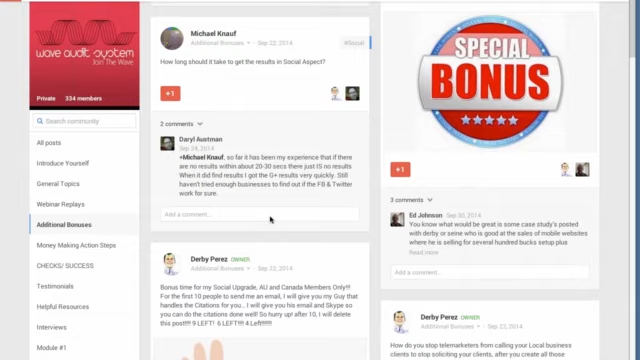 wave audit system
Join The Wave
Private 334 members
Search community
All posts
Introduce Yourself
General Topics
Webinar Replays
Additional Bonuses
Money Making Action Steps
CHECKS/ SUCCESS
Testimonials
Helpful Resources
Interviews
Module #1
Michael Knauf
Additional Bonuses - Sep 22, 2014
#Social
How long should it take to get the results in Social Aspect?
+1
2 comments
Daryl Austman
Sep 24, 2014
+Michael Knauf, so far it has been my experience that if there
are no results within about 20-30 secs there just IS no results
When it did find results I got the G+ results very quickly. Still
haven't tried enough businesses to find out if the FB & Twitter
work for sure.
Add a comment...
Derby Perez OWNER
Additional Bonuses - Sep 22, 2014
Bonus time for my Social Upgrade, AU and Canada Members Only!!!
For the first 10 people to send me an email, I will give you my Guy that
handles the Citations for you... I will give you his email and Skype so
you can do the citations done well! So hurry up! after 10, I will delete
this post!!!! 9 LEFT! 6 LEFT!! 4 Left!!!!!!!
SPECIAL
BONUS
+1
3 comments
Ed Johnson Sep 30, 2014
You know what would be great is some case study's posted
with derby or seine who is good at the sales of mobile websites
where he is selling for several hundred bucks setup plus
Read more
Add a comment...
Derby Perez OWNER
Additional Bonuses - Sep 22, 2014
How do you stop telemarketers from calling your Local business
clients to stop soliciting your clients, after you create all those